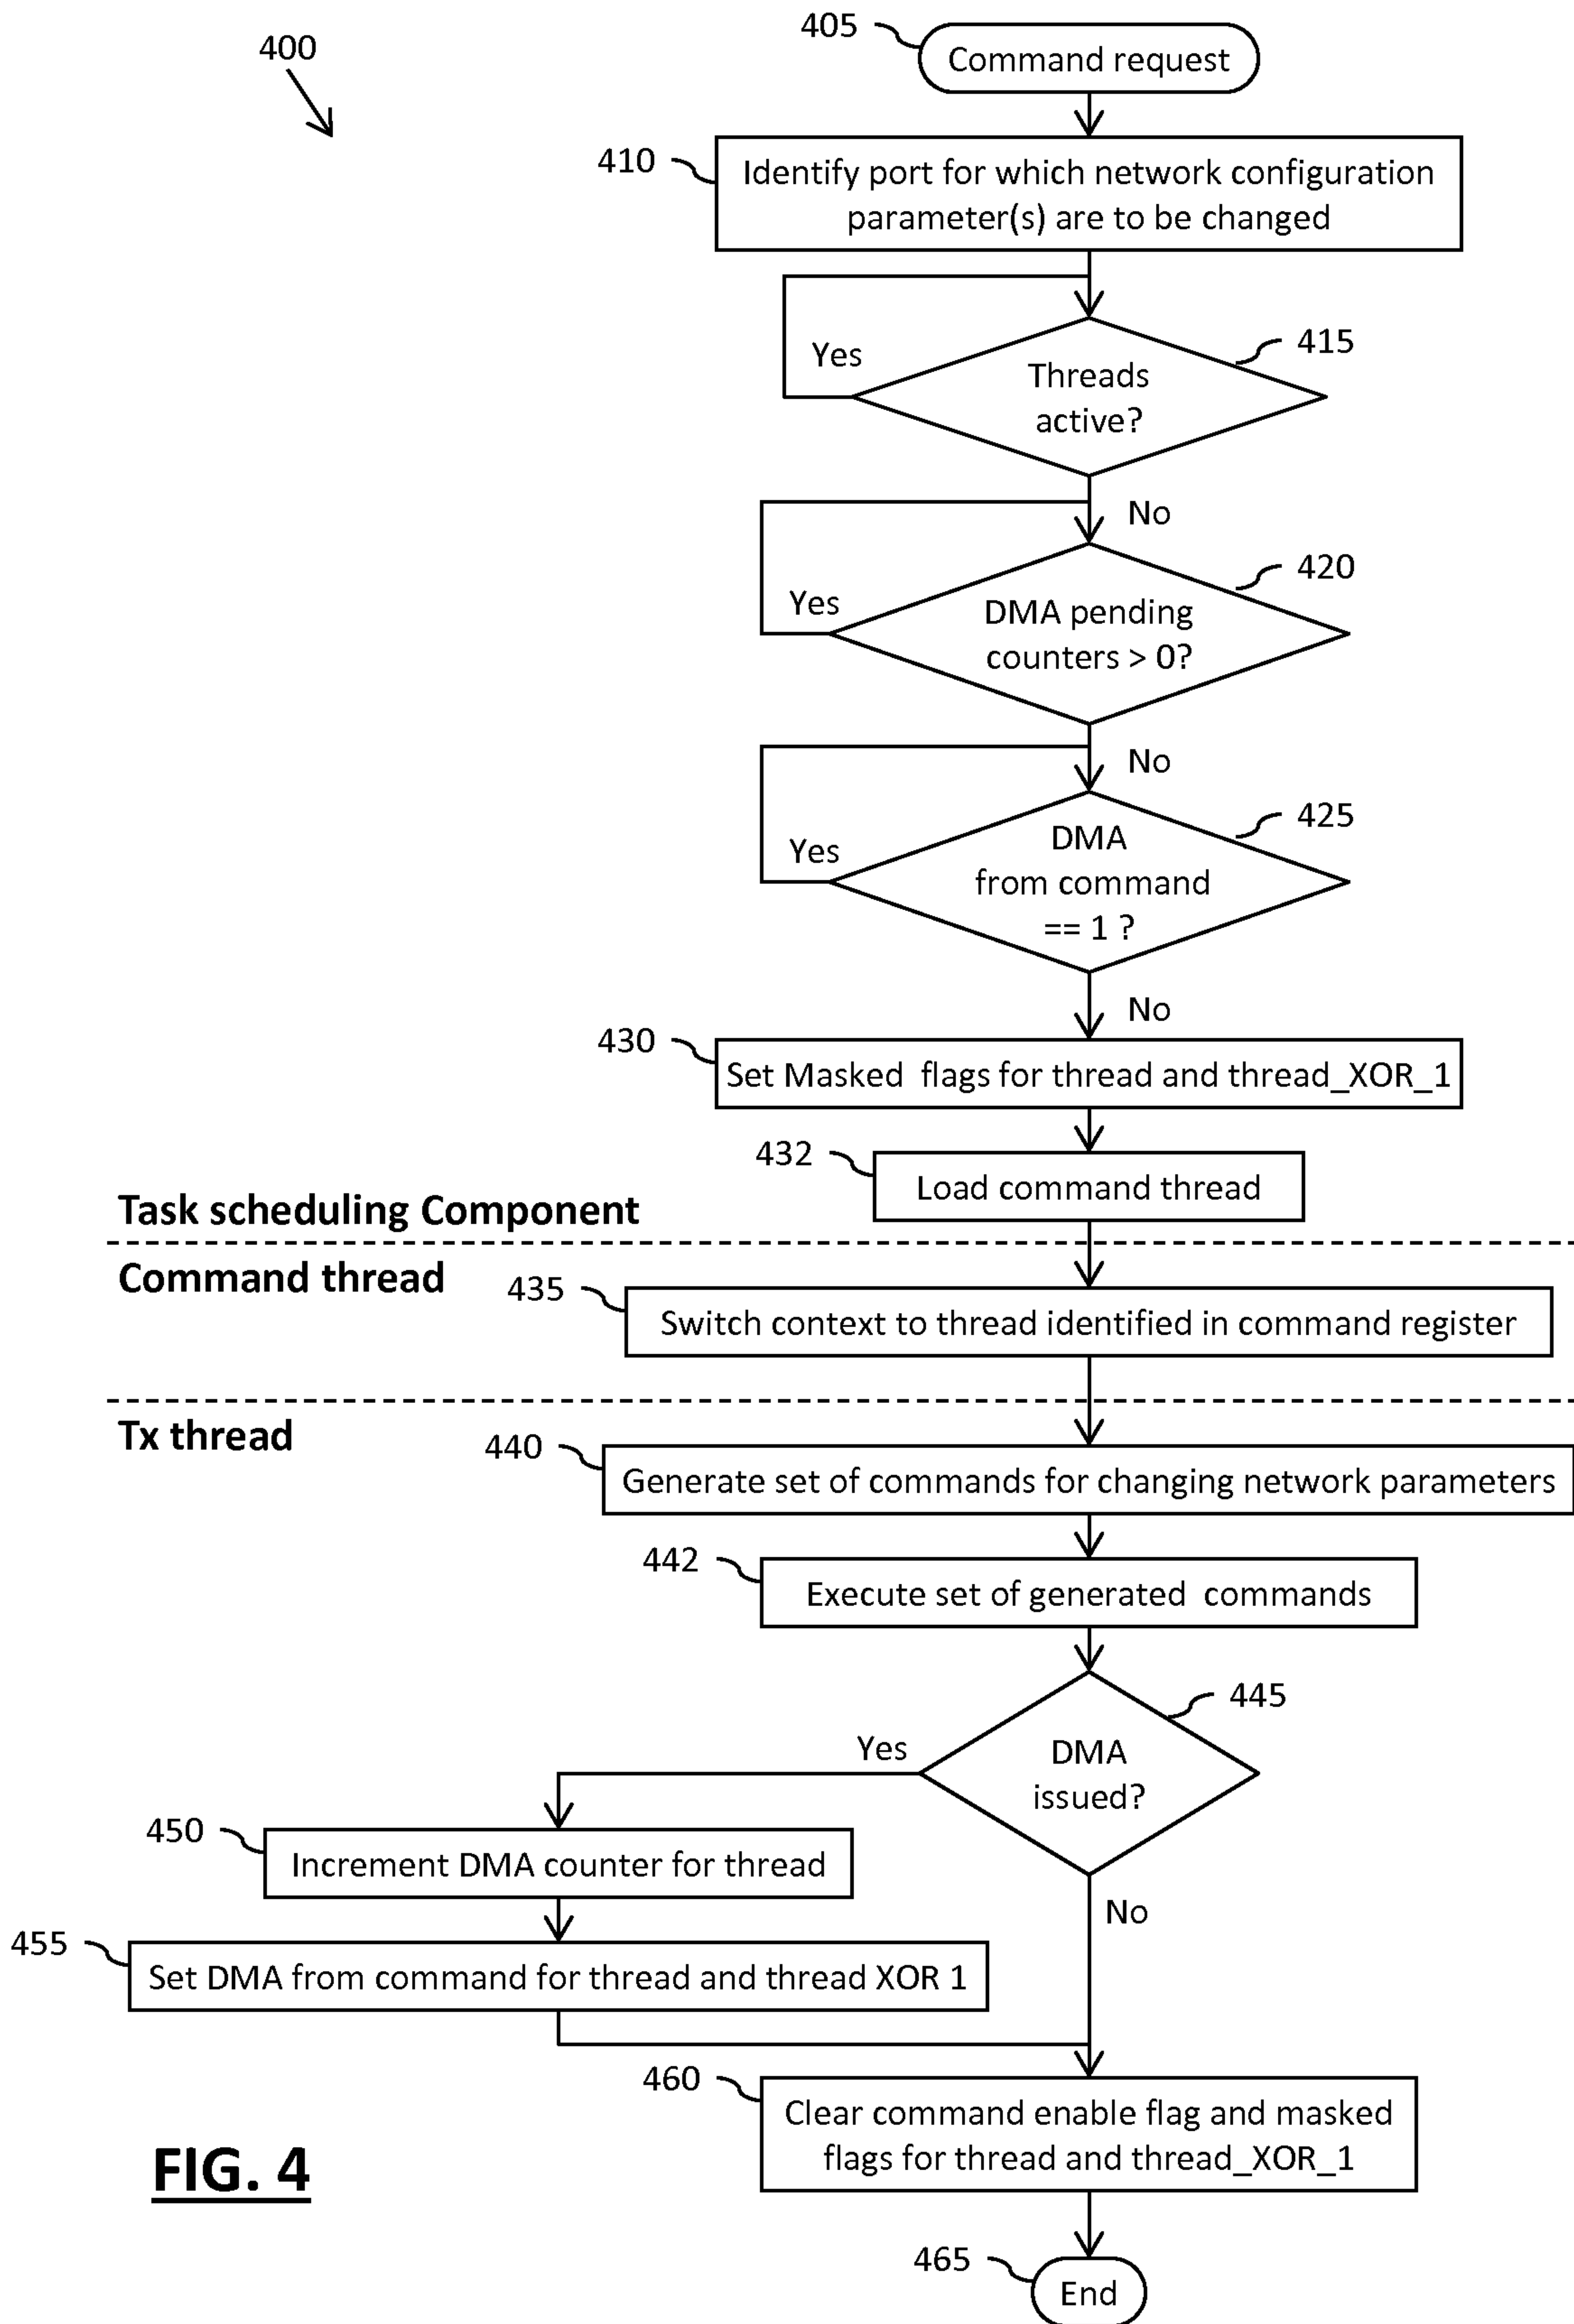 400
405
Command request
410
Identify port for which network configuration
parameter(s) are to be changed
415
Yes
Threads
active?
No
420
Yes
DMA pending
counters > 0?
No
425
Yes
DMA
from command
== 1 ?
No
430
Set Masked flags for thread and thread_XOR_1
432
Load command thread
Task scheduling Component
Command thread
435
Switch context to thread identified in command register
Tx thread
440
Generate set of commands for changing network parameters
442
Execute set of generated commands
445
Yes
DMA
issued?
450
Increment DMA counter for thread
No
455
Set DMA from command for thread and thread XOR 1
460
Clear command enable flag and masked
flags for thread and thread_XOR_1
FIG. 4
465
End